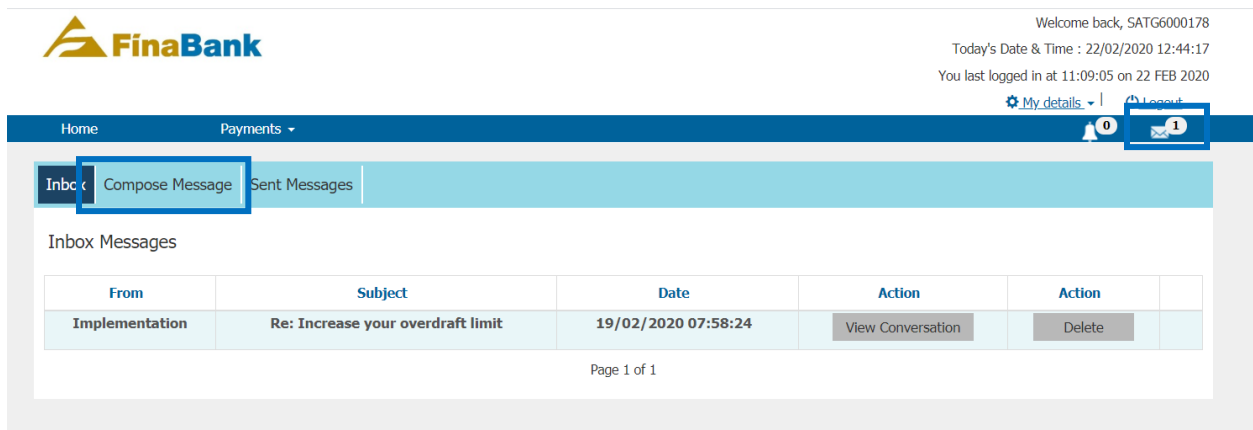 FinaBank
Welcome back, SATG6000178
Today's Date & Time : 22/02/2020 12:44:17
You last logged in at 11:09:05 on 22 FEB 2020
My details | Logout
Home Payments 0 1
Inbox Compose Message Sent Messages
Inbox Messages
From Subject Date Action Action
Implementation Re: Increase your overdraft limit 19/02/2020 07:58:24 View Conversation Delete
Page 1 of 1